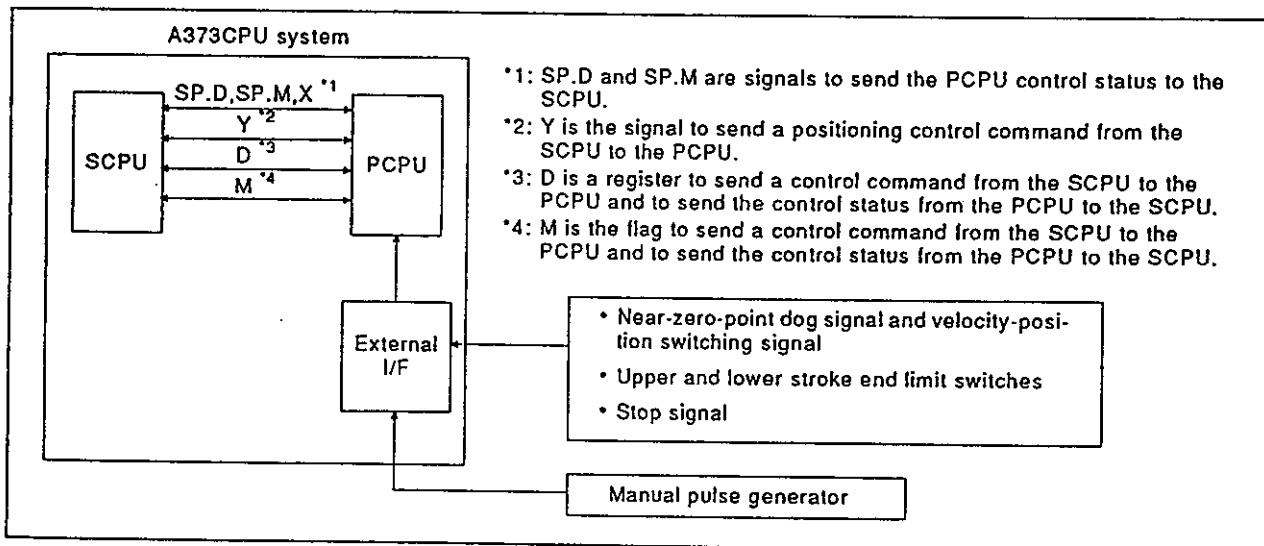 A373CPU system
SP.D,SP.M,X *1
Y *2
D *3
M *4
SCPU
PCPU
External
I/F
*1: SP.D and SP.M are signals to send the PCPU control status to the
SCPU.
*2: Y is the signal to send a positioning control command from the
SCPU to the PCPU.
*3: D is a register to send a control command from the SCPU to the
PCPU and to send the control status from the PCPU to the SCPU.
*4: M is the flag to send a control command from the SCPU to the
PCPU and to send the control status from the PCPU to the SCPU.
• Near-zero-point dog signal and velocity-posi-
tion switching signal
• Upper and lower stroke end limit switches
• Stop signal
Manual pulse generator